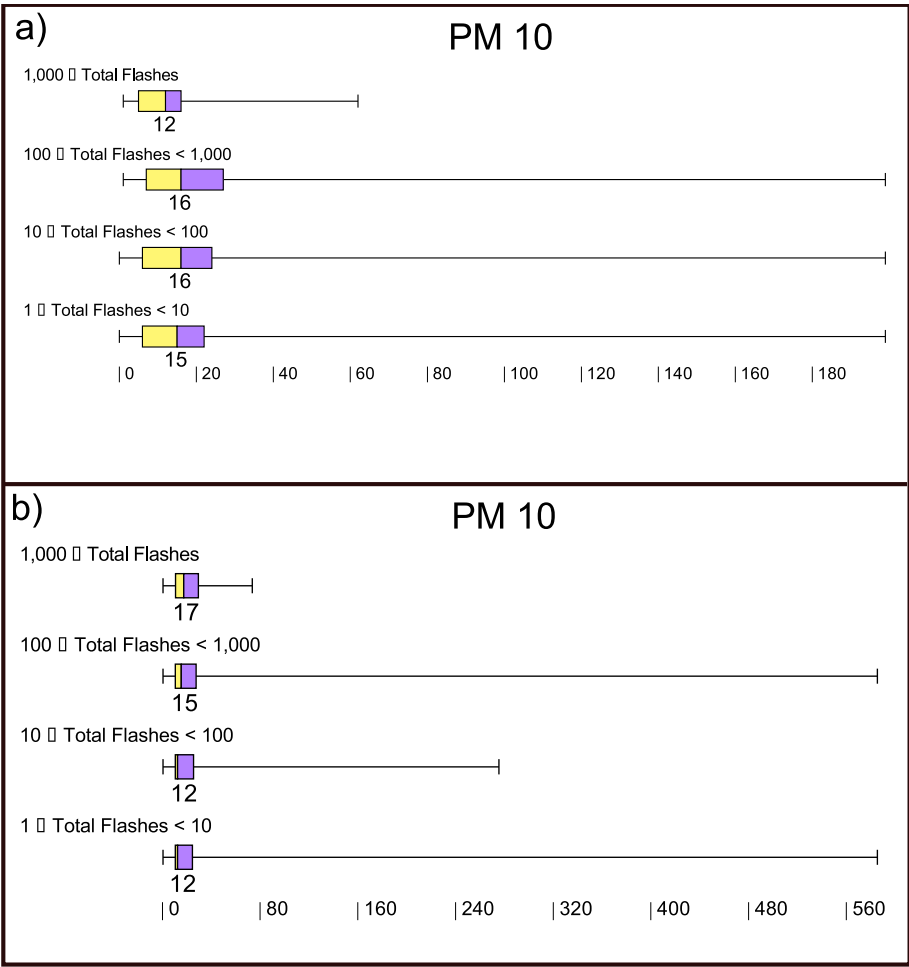 a)
PM 10
1,000 ▯ Total Flashes
12
100 ▯ Total Flashes < 1,000
16
10 ▯ Total Flashes < 100
16
1 ▯ Total Flashes < 10
15
|0 |20 |40 |60 |80 |100 |120 |140 |160 |180
b)
PM 10
1,000 ▯ Total Flashes
17
100 ▯ Total Flashes < 1,000
15
10 ▯ Total Flashes < 100
12
1 ▯ Total Flashes < 10
12
|0 |80 |160 |240 |320 |400 |480 |560